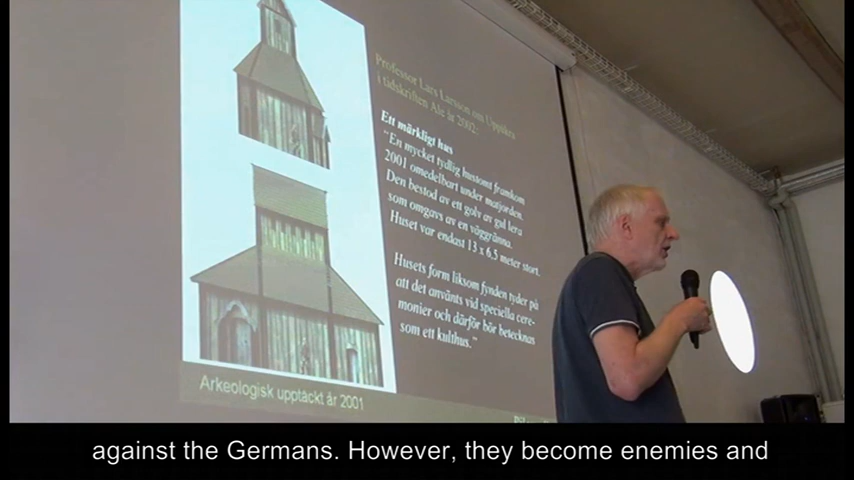 Professor Lars Larsson om Uppåkra
i tidskriften Ale år 2002:
Ett märkligt hus
"En mycket tydlig hustomt framkom
2001 omedelbart under matjorden.
Den bestod av ett golv av gul lera
som omgavs av en väggränna.
Huset var endast 13 x 6,5 meter stort.
Husets form liksom fynden tyder på
att det använts vid speciella cere-
monier och därför bör betecknas
som ett kulthus."
Arkeologisk upptäckt år 2001
against the Germans. However, they become enemies and